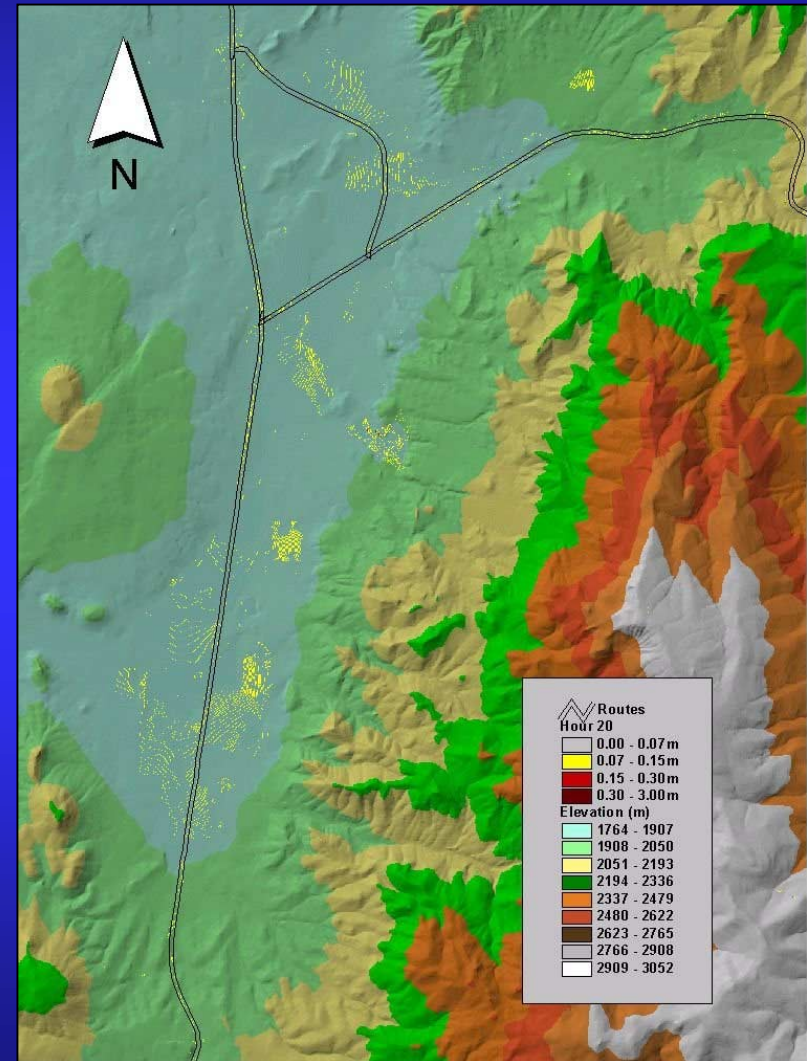 N
Routes
Hour 20
0.00 - 0.07m
0.07 - 0.15m
0.15 - 0.30m
0.30 - 3.00m
Elevation (m)
1764 - 1907
1908 - 2050
2051 - 2193
2194 - 2336
2337 - 2479
2480 - 2622
2623 - 2765
2766 - 2908
2909 - 3052